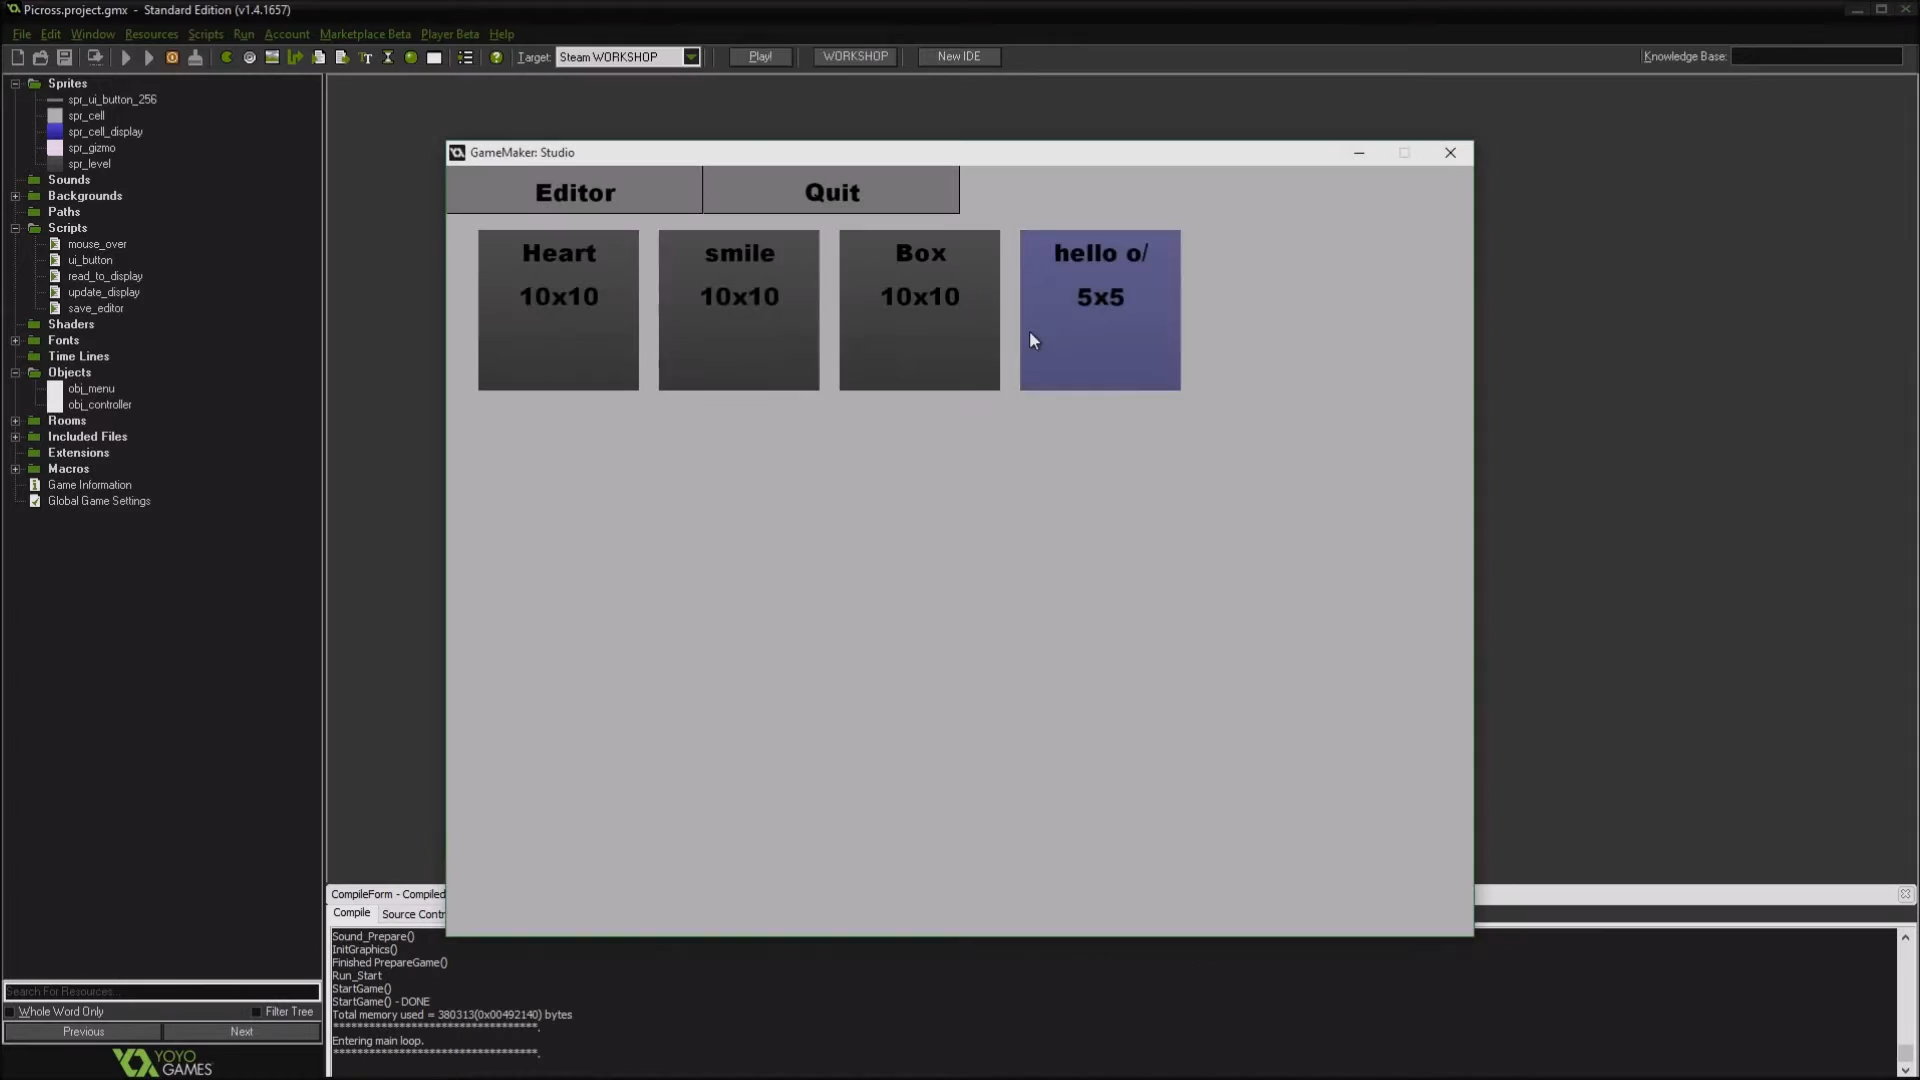 Picross.project.gmx - Standard Edition (v1.4.1657)
File Edit Window Resources Scripts Run Account Marketplace Beta Player Beta Help
Target: Steam WORKSHOP Play! WORKSHOP New IDE Knowledge Base:
Sprites
spr_ui_button_256
spr_cell
spr_cell_display
spr_gizmo
spr_level
Sounds
Backgrounds
Paths
Scripts
mouse_over
ui_button
read_to_display
update_display
save_editor
Shaders
Fonts
Time Lines
Objects
obj_menu
obj_controller
Rooms
Included Files
Extensions
Macros
Game Information
Global Game Settings
Search For Resources...
Whole Word Only Filter Tree
Previous Next
YOYO
GAMES
GameMaker: Studio
Editor Quit
Heart smile Box hello o/
10x10 10x10 10x10 5x5
CompileForm - Compiled
Compile Source Contr
Sound_Prepare()
InitGraphics()
Finished PrepareGame()
Run_Start
StartGame()
StartGame() - DONE
Total memory used = 380313(0x00492140) bytes
**********************************.
Entering main loop.
**********************************.